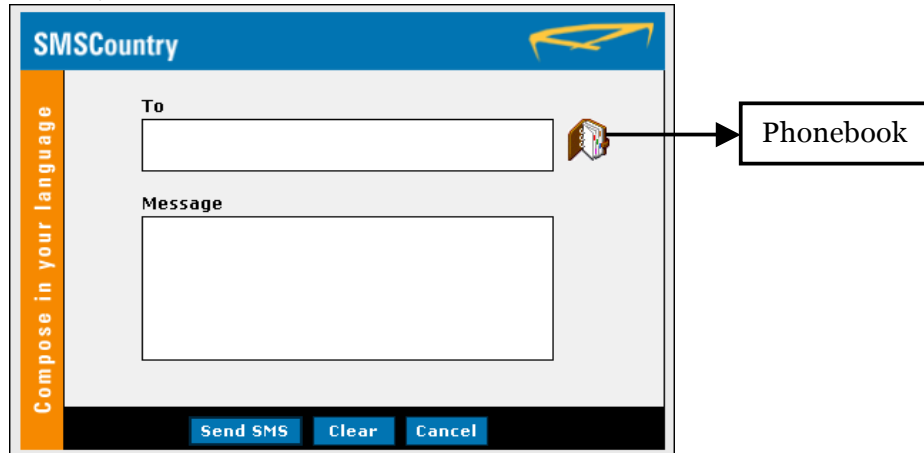 SMSCountry
Compose in your language
To
Phonebook
Message
Send SMS Clear Cancel